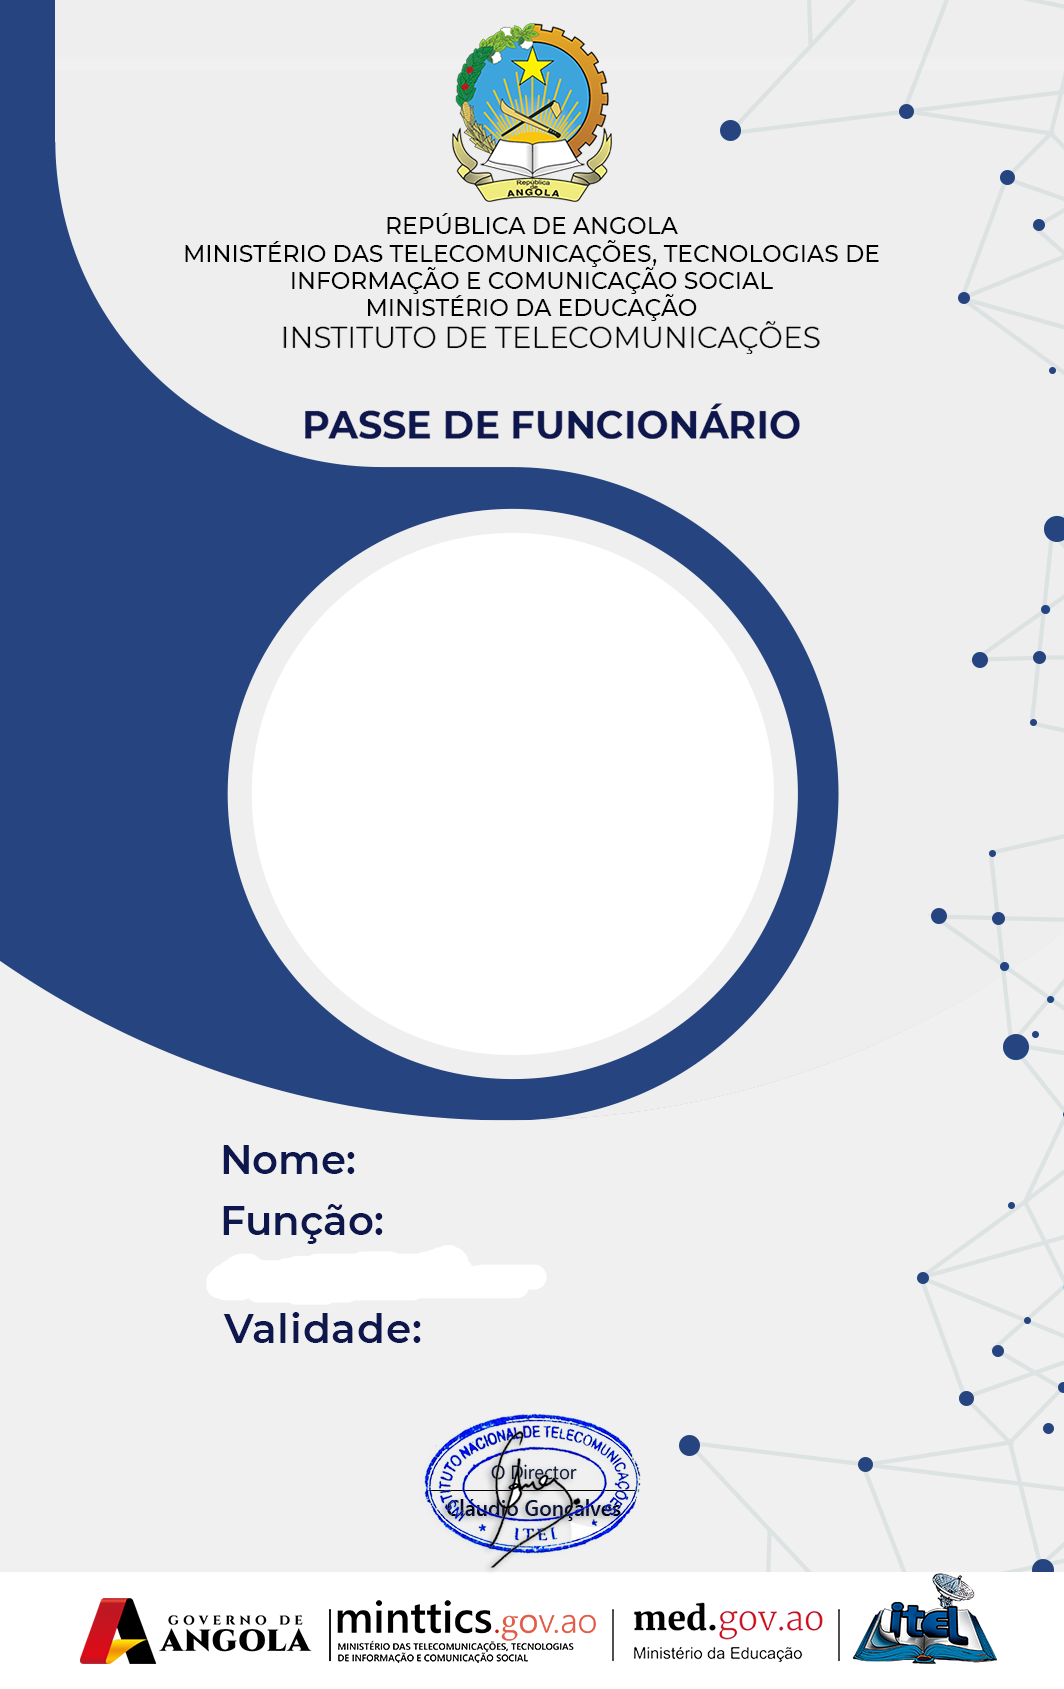 República
de
ANGOLA
REPÚBLICA DE ANGOLA
MINISTÉRIO DAS TELECOMUNICAÇÕES, TECNOLOGIAS DE
INFORMAÇÃO E COMUNICAÇÃO SOCIAL
MINISTÉRIO DA EDUCAÇÃO
INSTITUTO DE TELECOMUNICAÇÕES
PASSE DE FUNCIONÁRIO
Nome:
Função:
Validade:
INSTITUTO NACIONAL DE TELECOMUNICAÇÕES
O Director
Cláudio Gonçalves
* ITEL *
GOVERNO DE
ANGOLA
minttics.gov.ao
MINISTÉRIO DAS TELECOMUNICAÇÕES, TECNOLOGIAS
DE INFORMAÇÃO E COMUNICAÇÃO SOCIAL
med.gov.ao
Ministério da Educação
itel